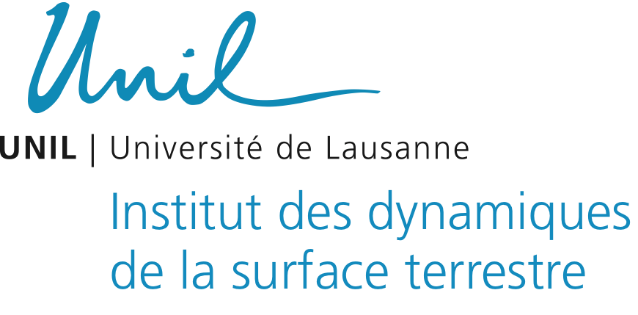 Unil
UNIL | Université de Lausanne
Institut des dynamiques
de la surface terrestre